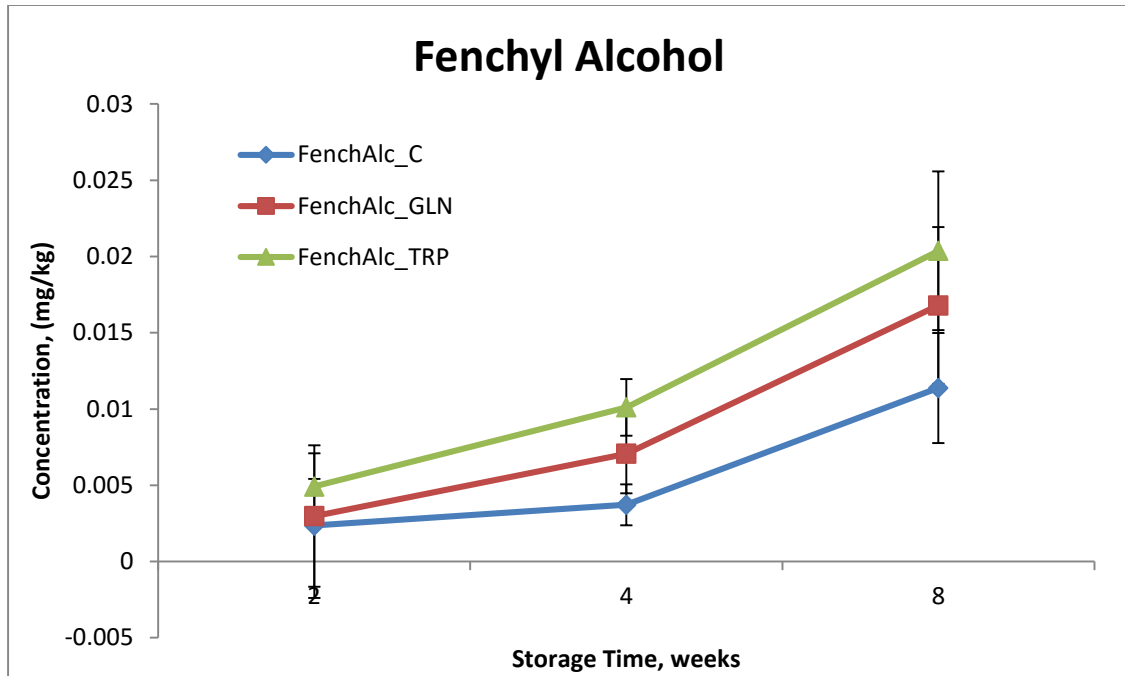 Fenchyl Alcohol
0.03
0.025
0.02
0.015
0.01
0.005
0
-0.005
Concentration, (mg/kg)
FenchAlc_C
FenchAlc_GLN
FenchAlc_TRP
2 4 8
Storage Time, weeks